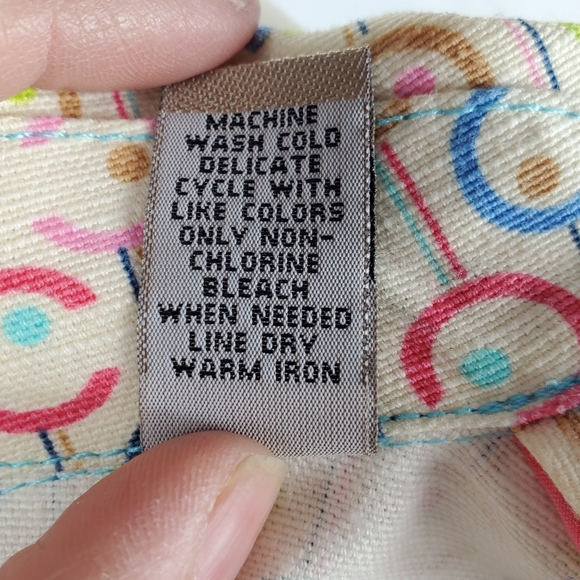 MACHINE
WASH COLD
DELICATE
CYCLE WITH
LIKE COLORS
ONLY NON-
CHLORINE
BLEACH
WHEN NEEDED
LINE DRY
WARM IRON